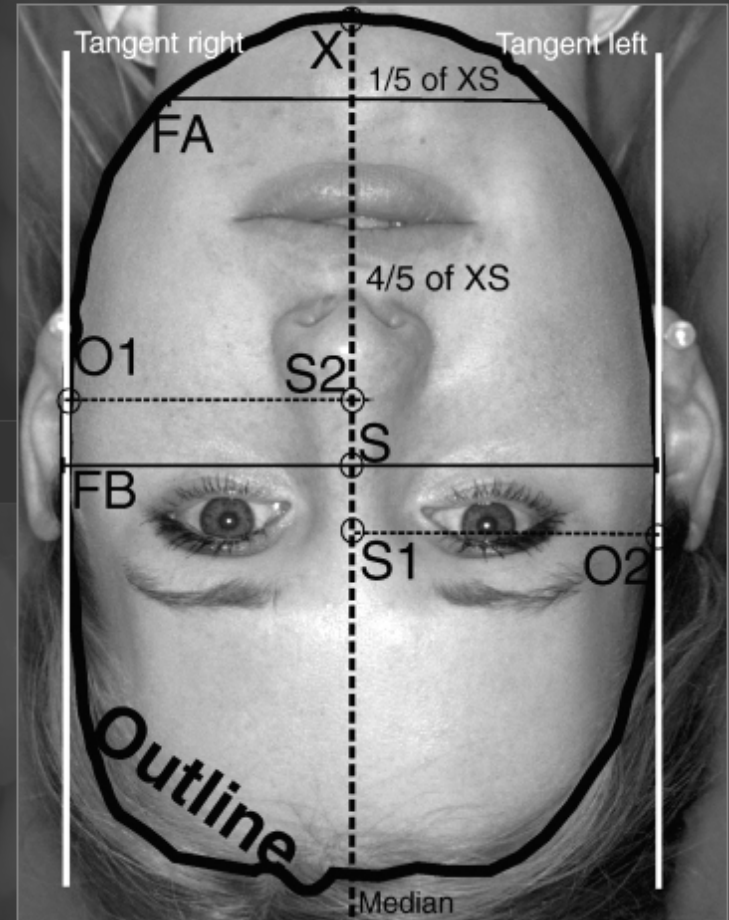 Tangent right
Tangent left
X
1/5 of XS
FA
4/5 of XS
O1
S2
S
FB
S1
O2
Outline
Median